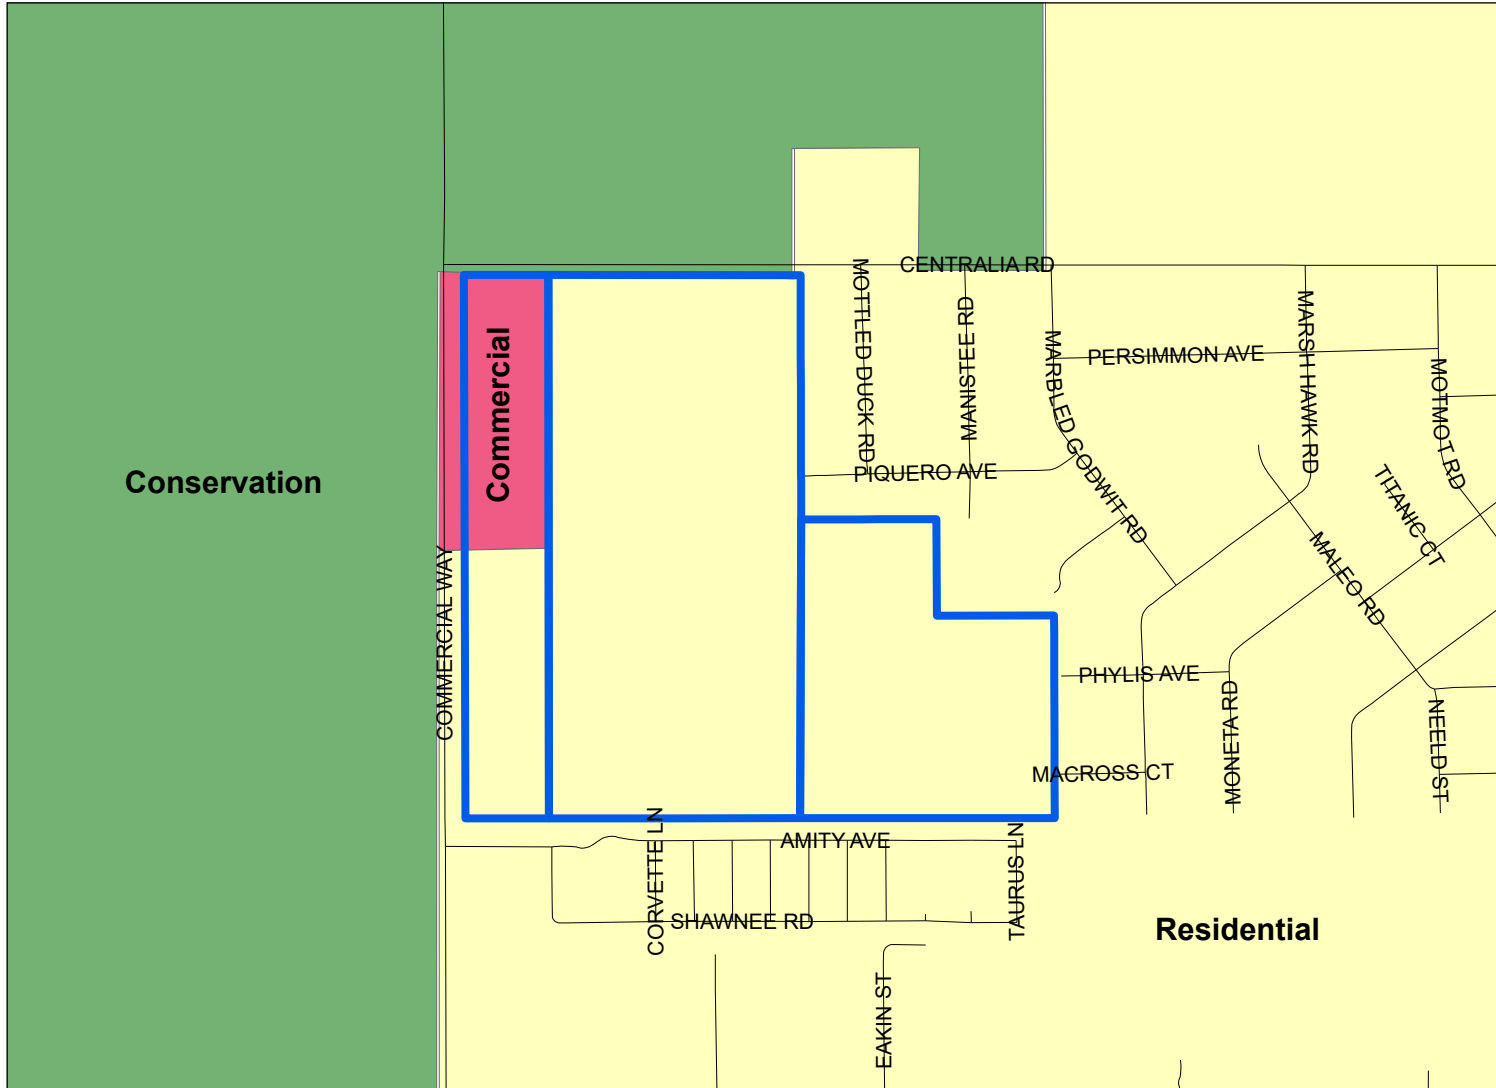 CENTRALIA RD
MOTTLED DUCK RD
MANISTEE RD
MARBLED GODWIT RD
PERSIMMON AVE
MARSH HAWK RD
MOTMOT RD
Commercial
Conservation
PIQUERO AVE
TITANIC CT
MALEO RD
COMMERCIAL WAY
PHYLIS AVE
MONETA RD
NEELD ST
MACROSS CT
CORVETTE LN
AMITY AVE
TAURUS LN
SHAWNEE RD
Residential
EAKIN ST